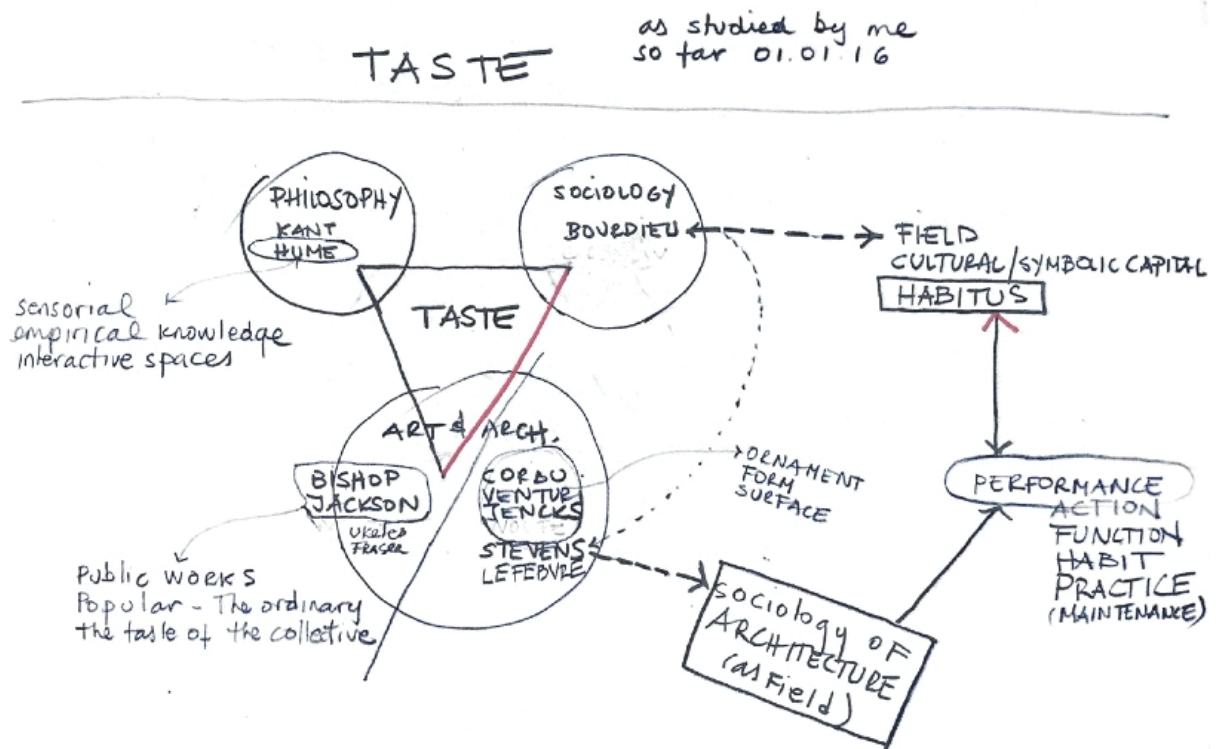 TASTE
as studied by me
so far 01.01.16
PHILOSOPHY
KANT
HUME
sensorial
empirical knowledge
interactive spaces
SOCIOLOGY
BOURDIEU
FIELD
CULTURAL/SYMBOLIC CAPITAL
HABITUS
TASTE
ART & ARCH.
BISHOP
JACKSON
FRASER
CORBU
VENTURI
JENCKS
STEVENS
LEFEBVRE
ORNAMENT
FORM
SURFACE
PUBLIC WORKS
Popular - The ordinary
the taste of the collective
Sociology OF
ARCHITECTURE
(as Field)
PERFORMANCE
ACTION
FUNCTION
HABIT
PRACTICE
(MAINTENANCE)